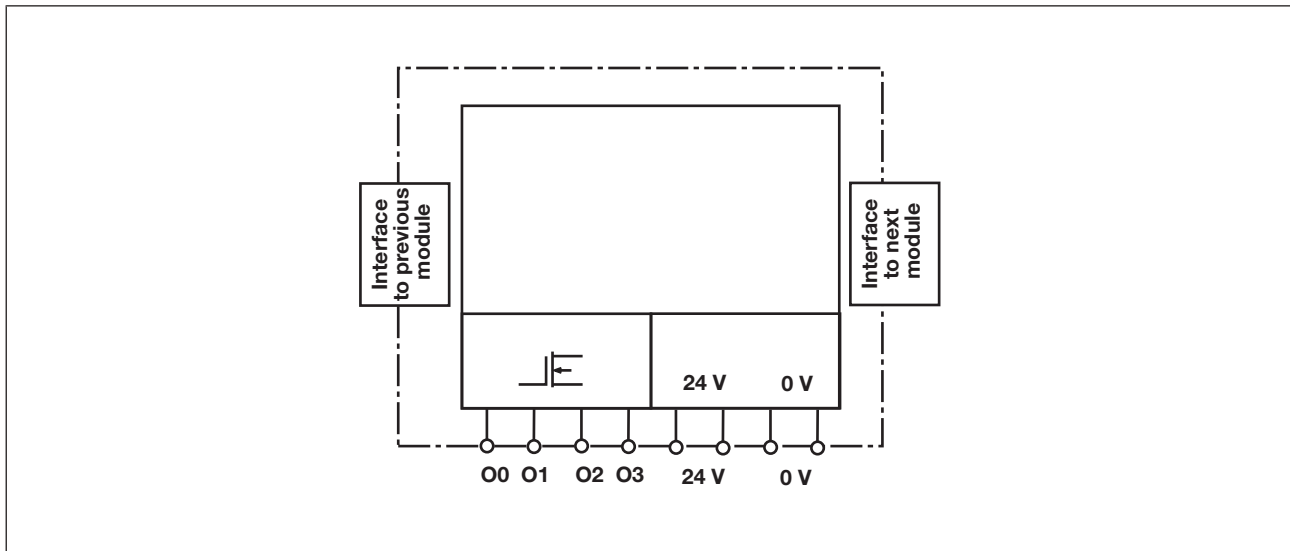 Interface
to previous
module
Interface
to next
module
24 V 0 V
O0 O1 O2 O3 24 V 0 V